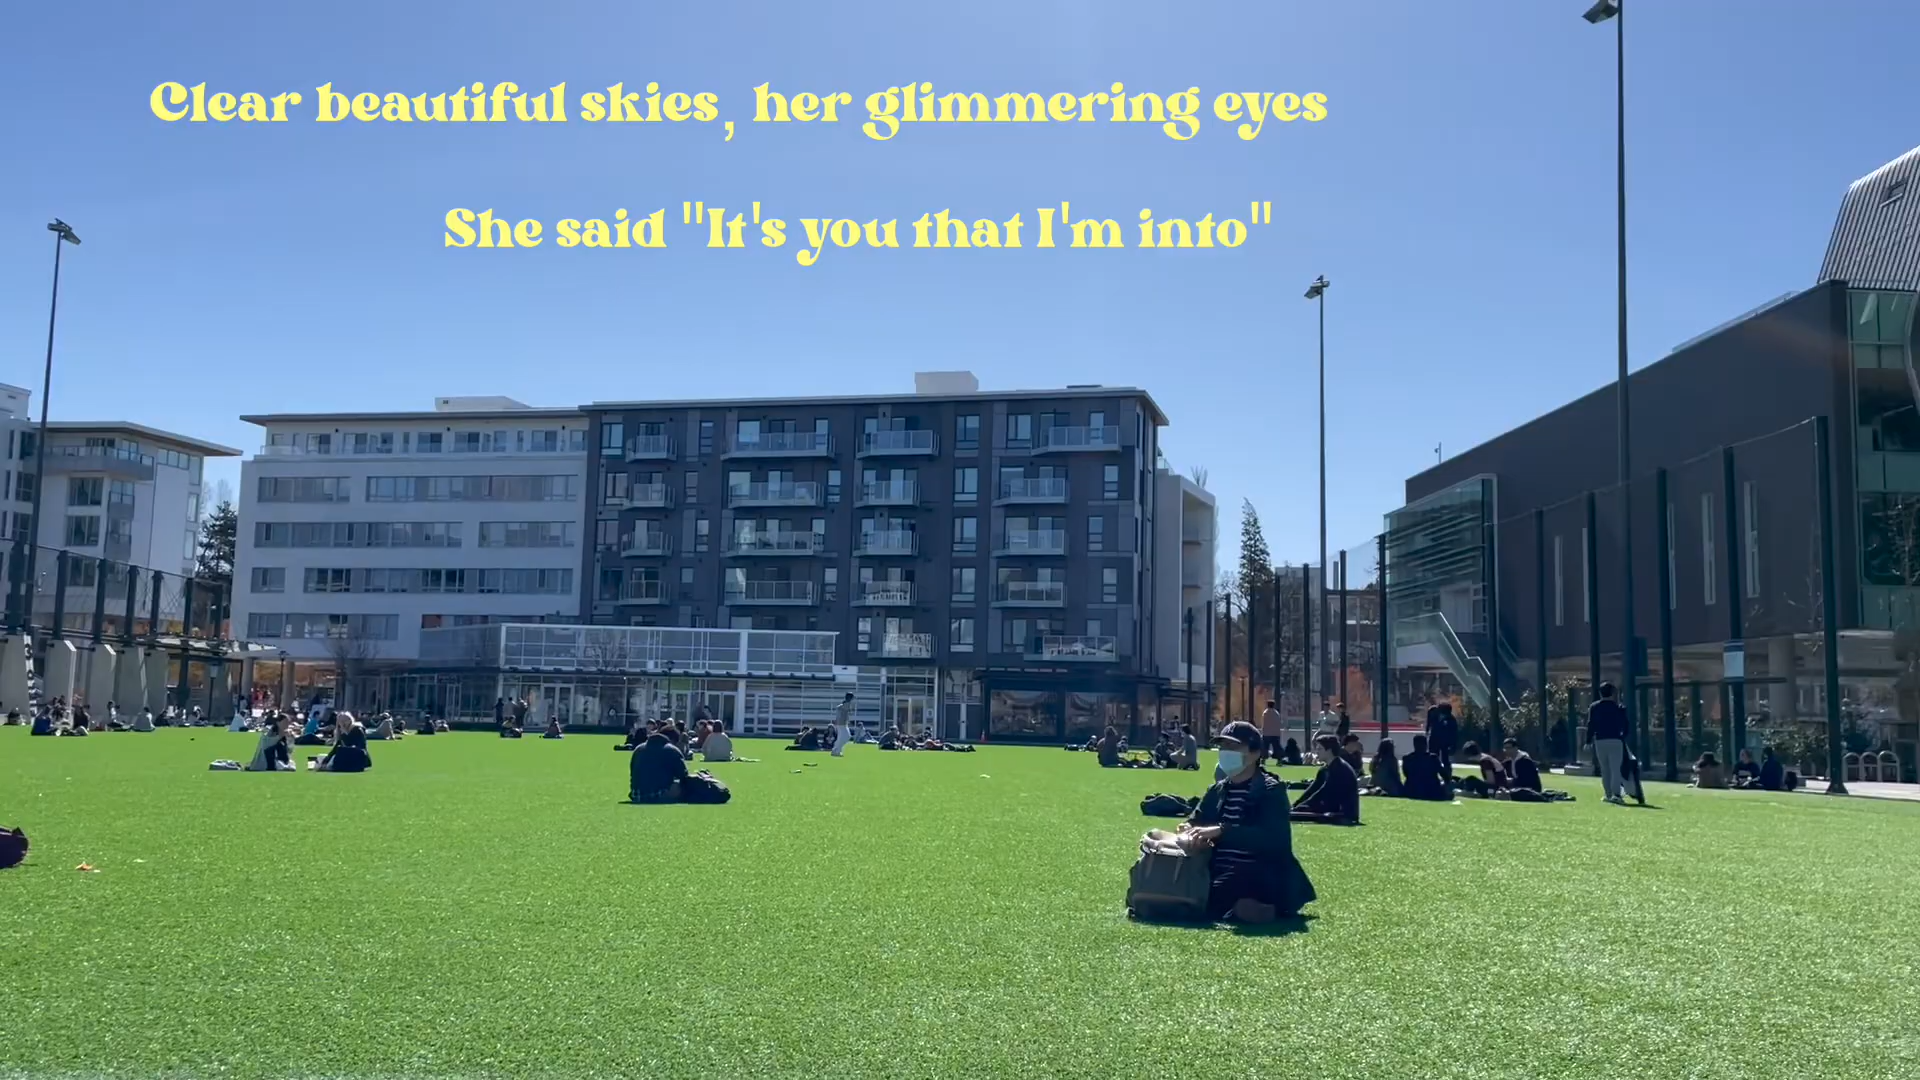 Clear beautiful skies, her glimmering eyes
She said "It's you that I'm into"